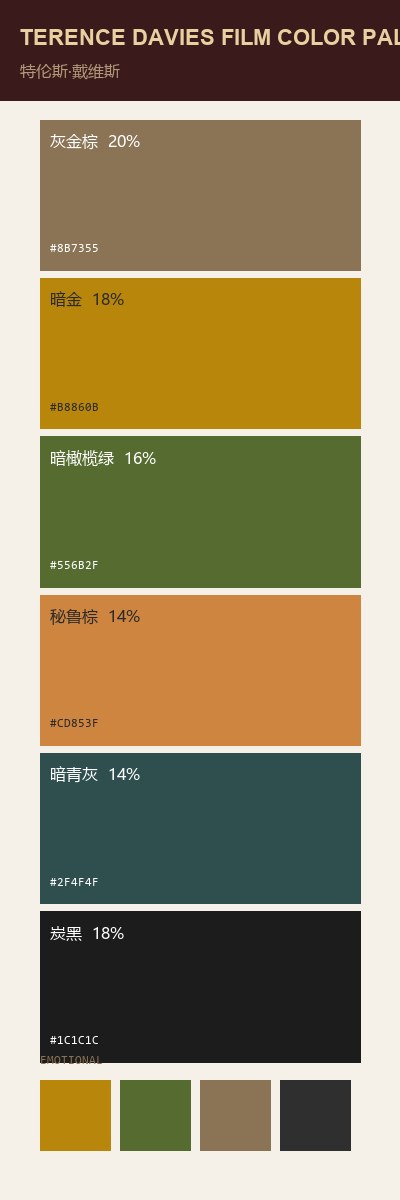 TERENCE DAVIES FILM COLOR PAL
特伦斯·戴维斯
灰金棕 20%
#8B7355
暗金 18%
#B8860B
暗橄榄绿 16%
#556B2F
秘鲁棕 14%
#CD853F
暗青灰 14%
#2F4F4F
炭黑 18%
#1C1C1C
EMOTIONAL